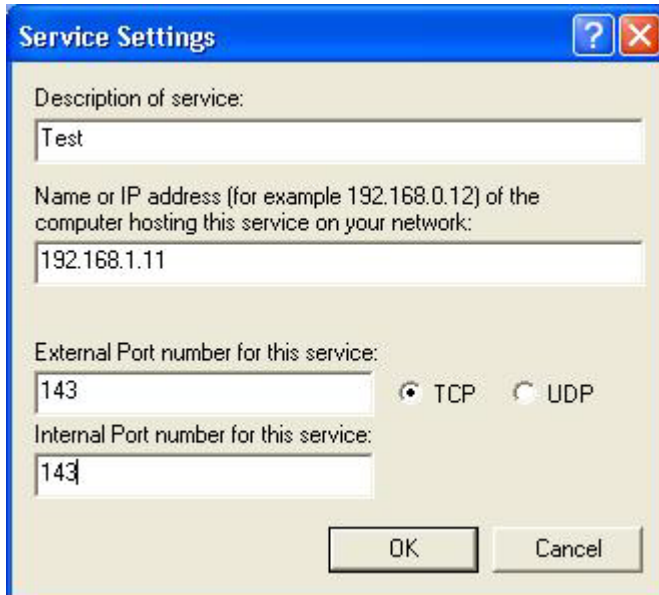 Service Settings
Description of service:
Test
Name or IP address (for example 192.168.0.12) of the
computer hosting this service on your network:
192.168.1.11
External Port number for this service:
143 TCP UDP
Internal Port number for this service:
143
OK Cancel